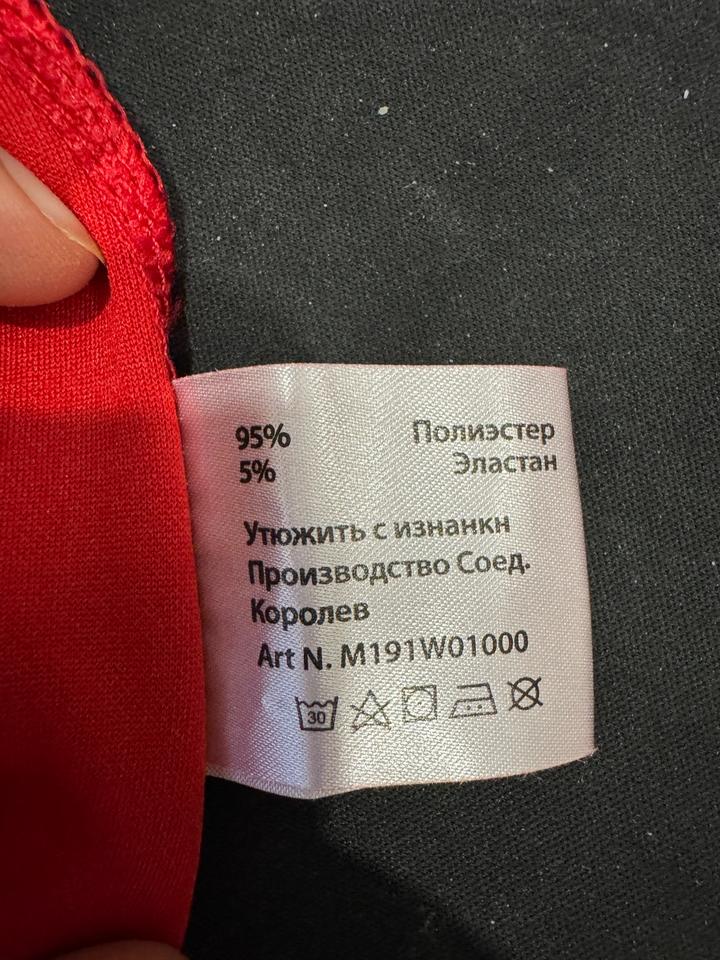 95% Полиэстер
5% Эластан
Утюжить с изнанкн
Производство Соед.
Королев
Art N. M191W01000
30